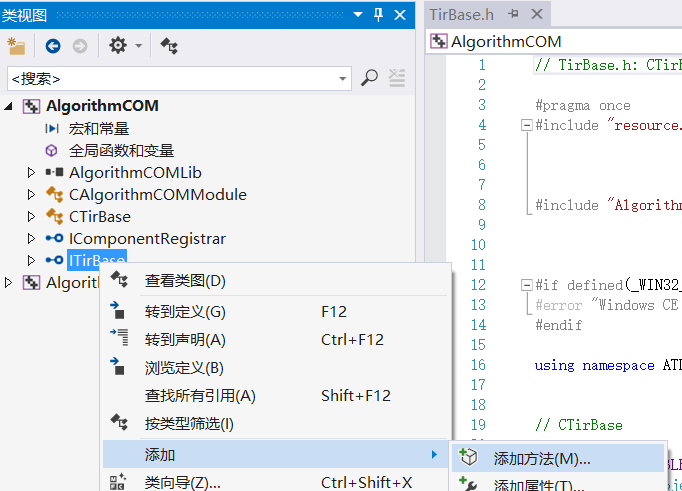 类视图
<搜索>
AlgorithmCOM
宏和常量
全局函数和变量
AlgorithmCOMLib
CAlgorithmCOMModule
CTirBase
IComponentRegistrar
ITirBase
Algorith
查看类图(D)
转到定义(G) F12
转到声明(A) Ctrl+F12
浏览定义(B)
查找所有引用(A) Shift+F12
按类型筛选(I)
添加
类向导(Z)... Ctrl+Shift+X
添加方法(M)...
添加属性(T)...
TirBase.h
AlgorithmCOM
1 // TirBase.h: CTirB
2
3 #pragma once
4 #include "resource.
5
6
7
8 #include "Algorithm
9
10
11
12 #if defined(_WIN32_
13 #error "Windows CE
14 #endif
15
16 using namespace ATL
17
18
19 // CTirBase